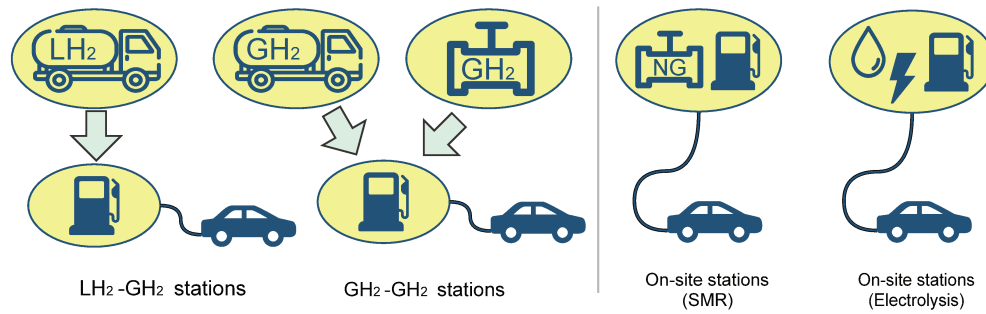 LH₂
GH₂
GH₂
NG
LH₂-GH₂ stations
GH₂-GH₂ stations
On-site stations
(SMR)
On-site stations
(Electrolysis)